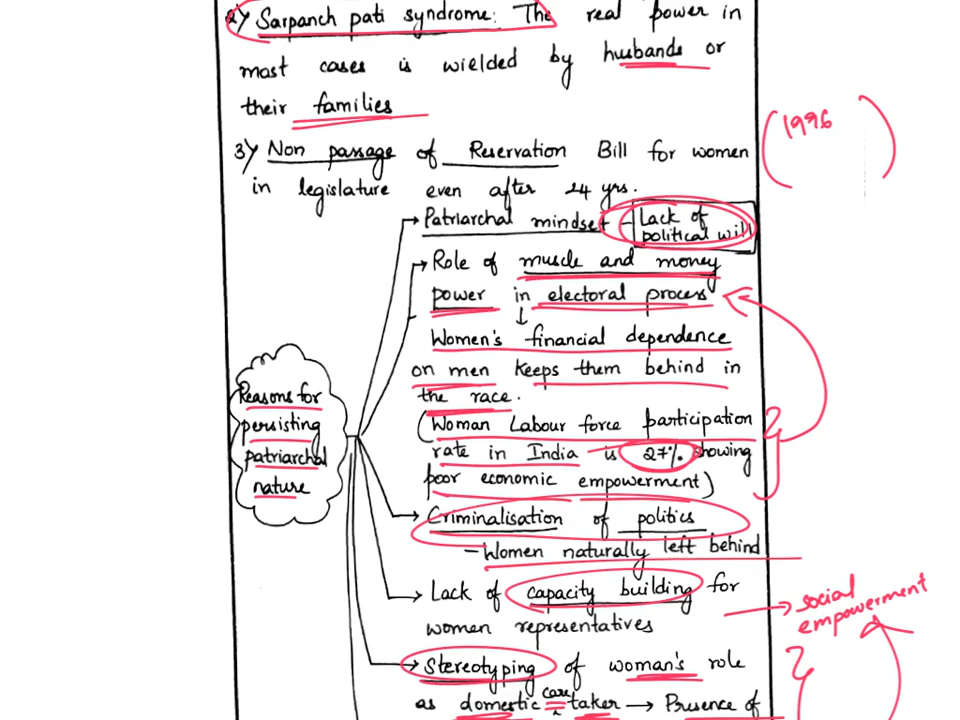 2) Sarpanch pati syndrome: The real power in
most cases is wielded by husbands or
their families
(1996)
3) Non passage of Reservation Bill for women
in legislature even after 24 yrs.
→ Patriarchal mindset - Lack of
political will
→ Role of muscle and money
power in electoral process
↓
Women's financial dependence
on men keeps them behind in
the race.
(Woman Labour force participation
rate in India is 27% showing
poor economic empowerment)
Reasons for
persisting
patriarchal
nature
→ Criminalisation of politics
- Women naturally left behind
→ Lack of capacity building for
women representatives
→ social
empowerment
→ Stereotyping of woman's role
as domestic care taker → Presence of